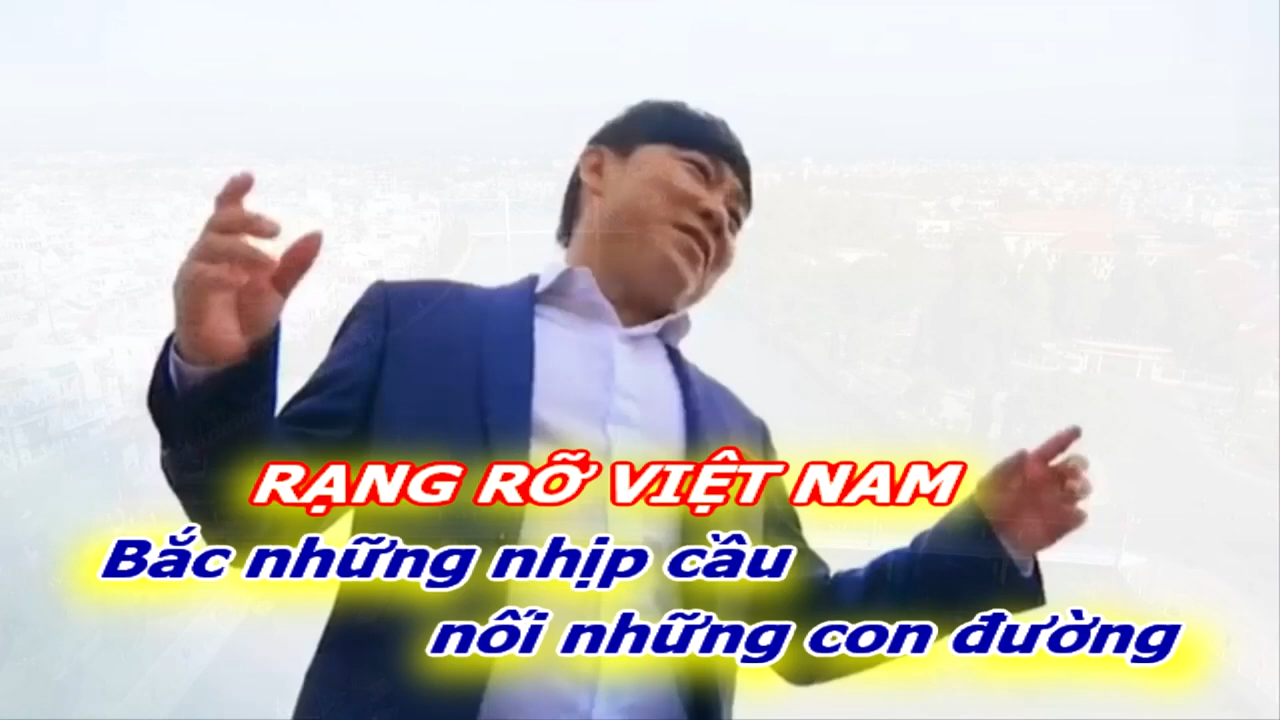 RẠNG RỠ VIỆT NAM
Bắc những nhịp cầu
nối những con đường